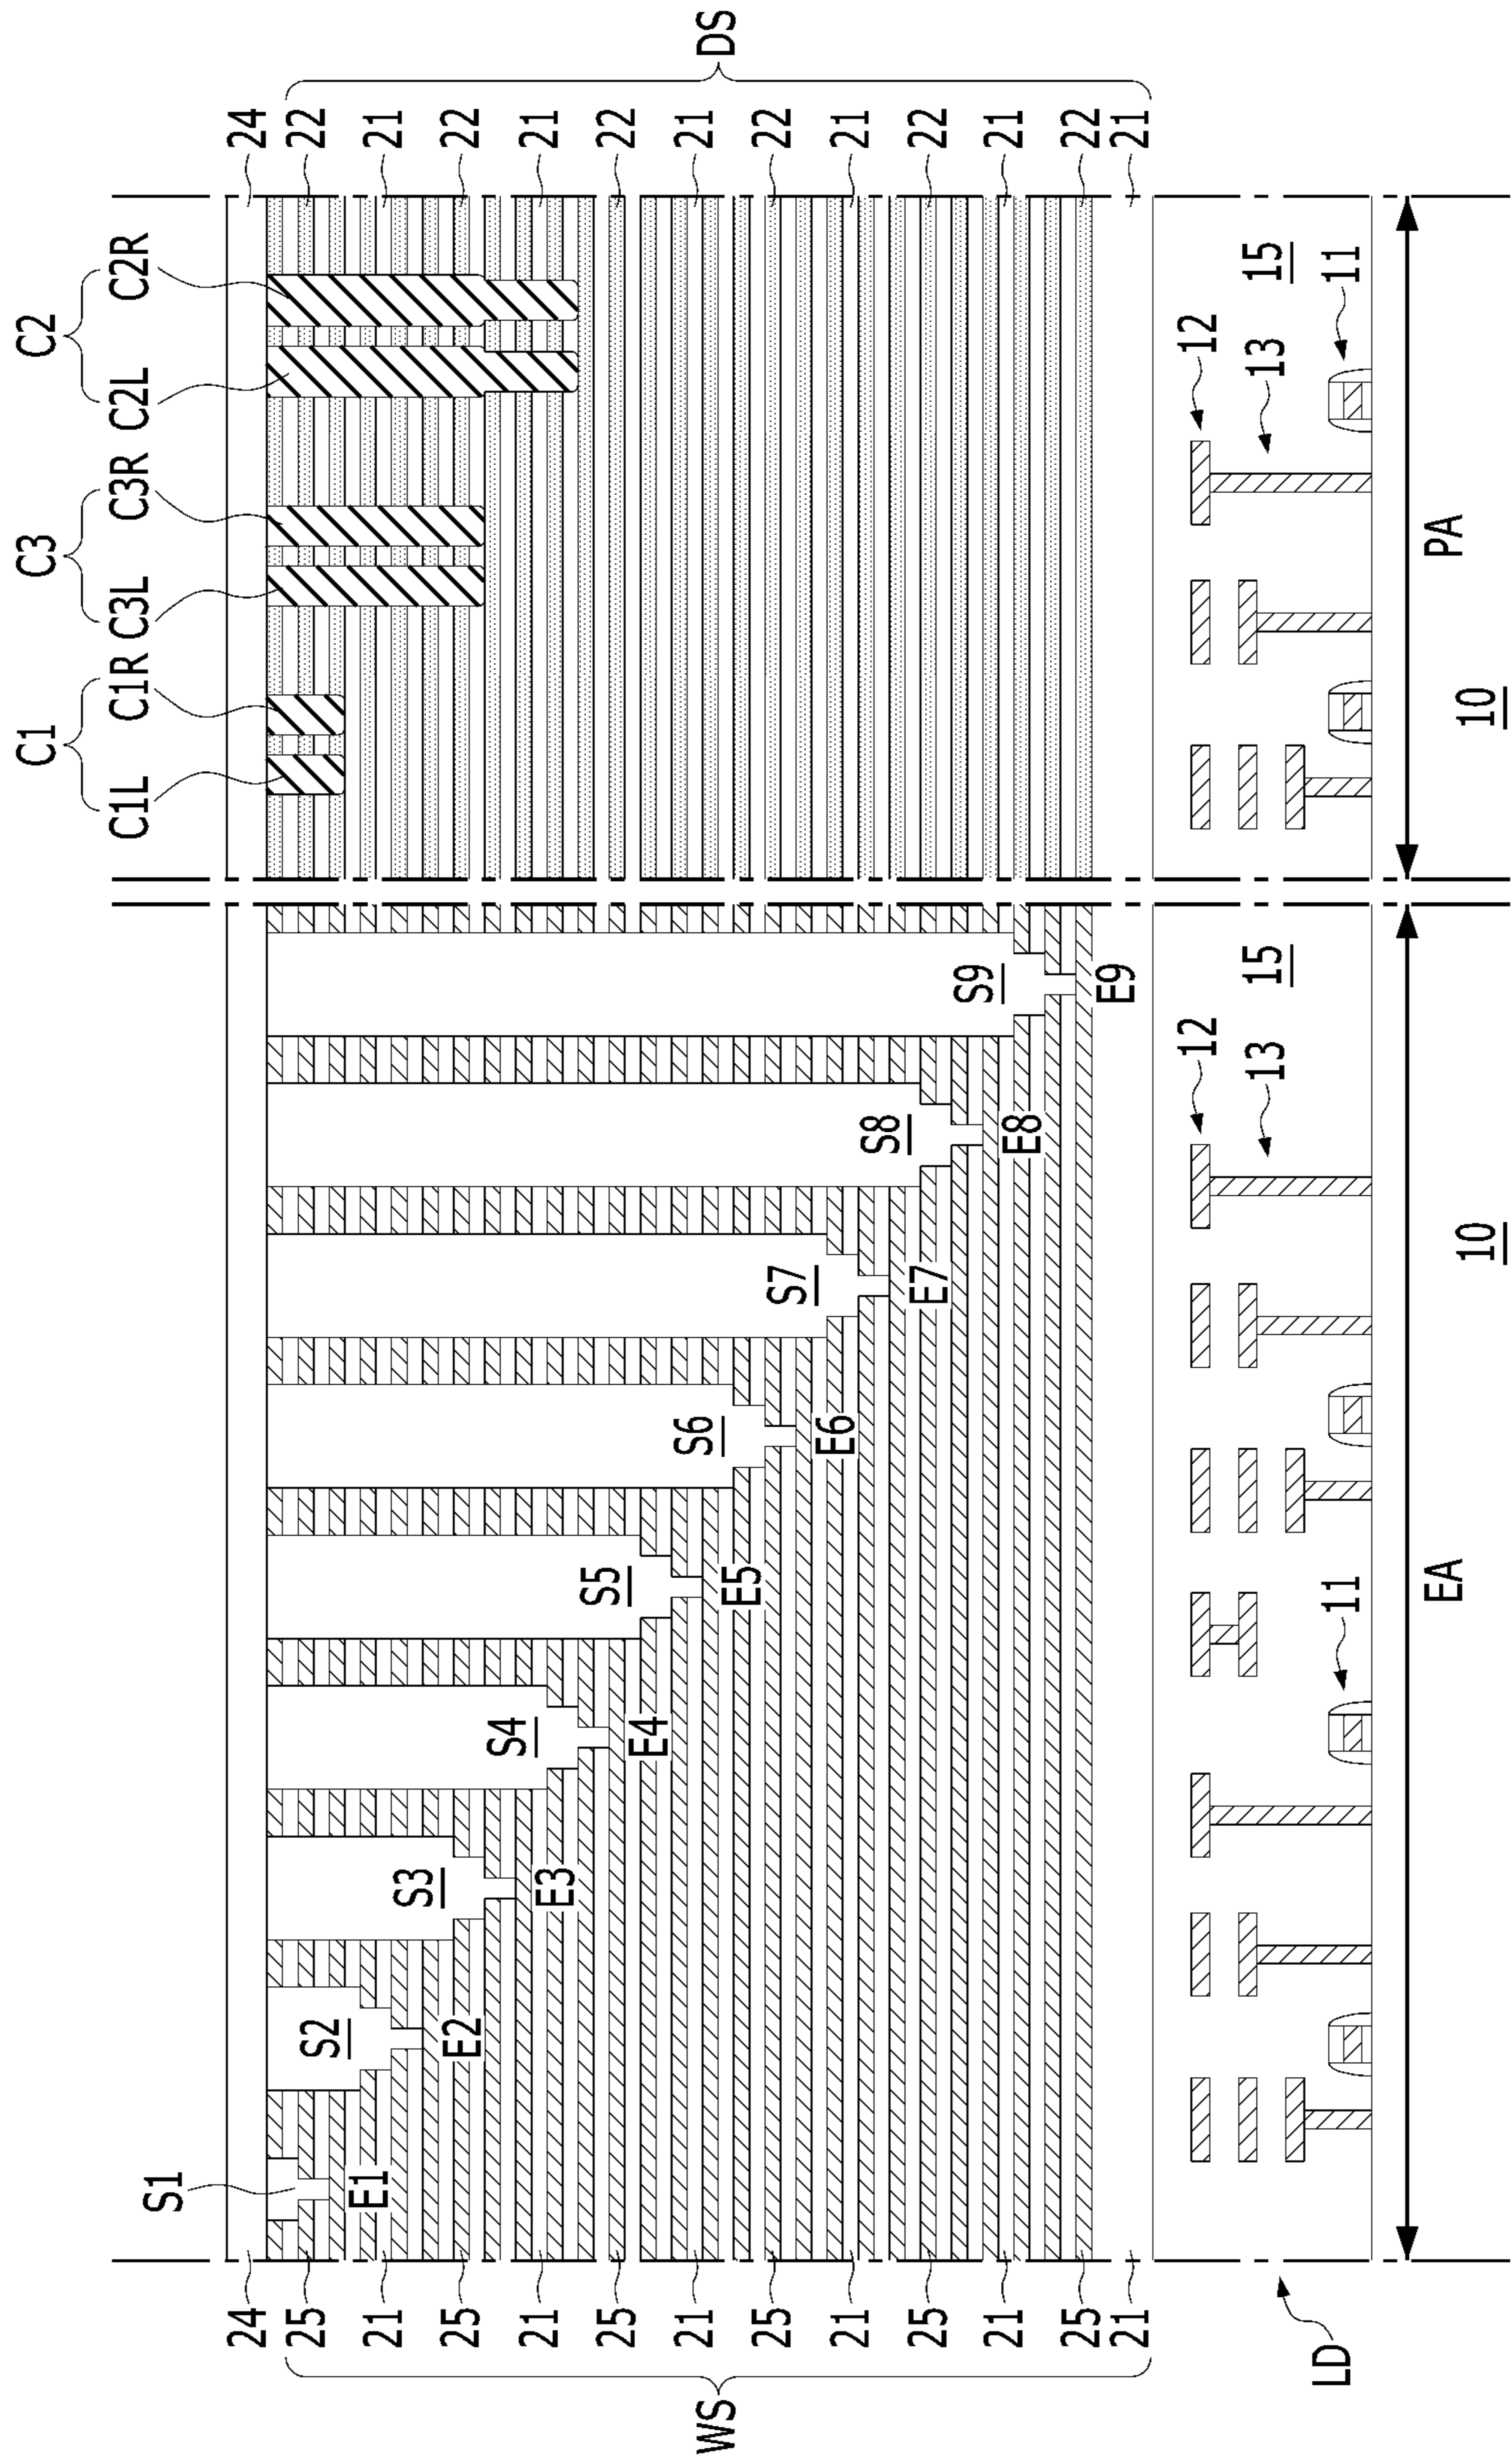 C1 C3 C2
C1L C1R C3L C3R C2L C2R
S1
24 24
25 22
S2
21 E1 21
S3
25 E2 22
S4
21 E3 21
S5
25 22
E4
21 S6 21
WS DS
E5
25 S7 22
E6
21 21
S8
25 E7 22
S9
21 E8 21
25 22
E9
21 21
12 12
13 15 13 15
LD 11 11
EA PA
10 10